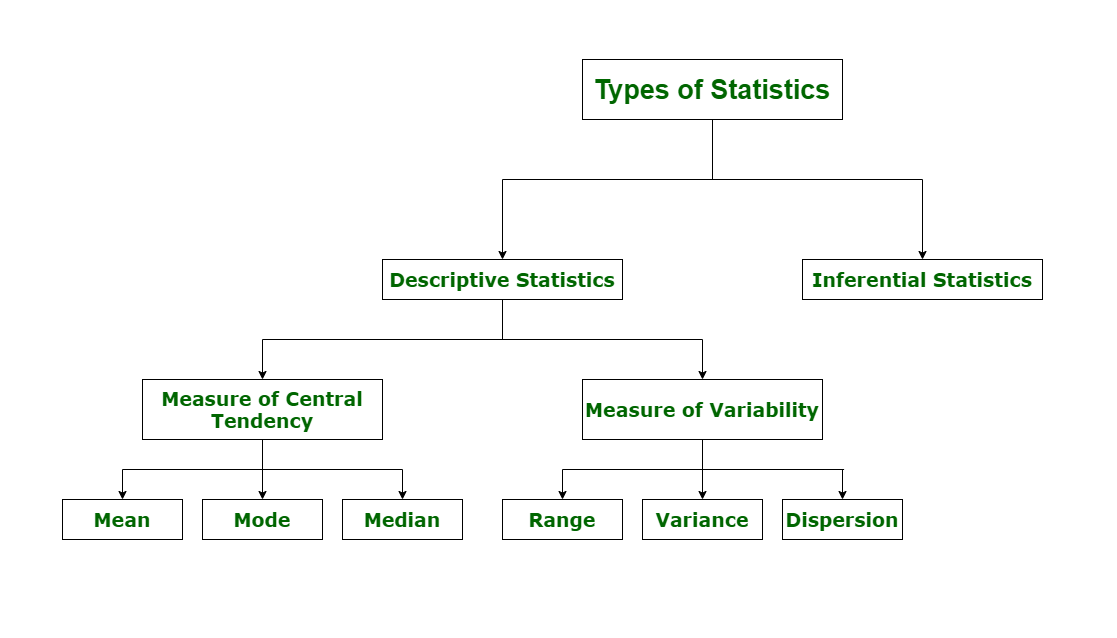 Types of Statistics
Descriptive Statistics
Inferential Statistics
Measure of Central
Tendency
Measure of Variability
Mean
Mode
Median
Range
Variance
Dispersion